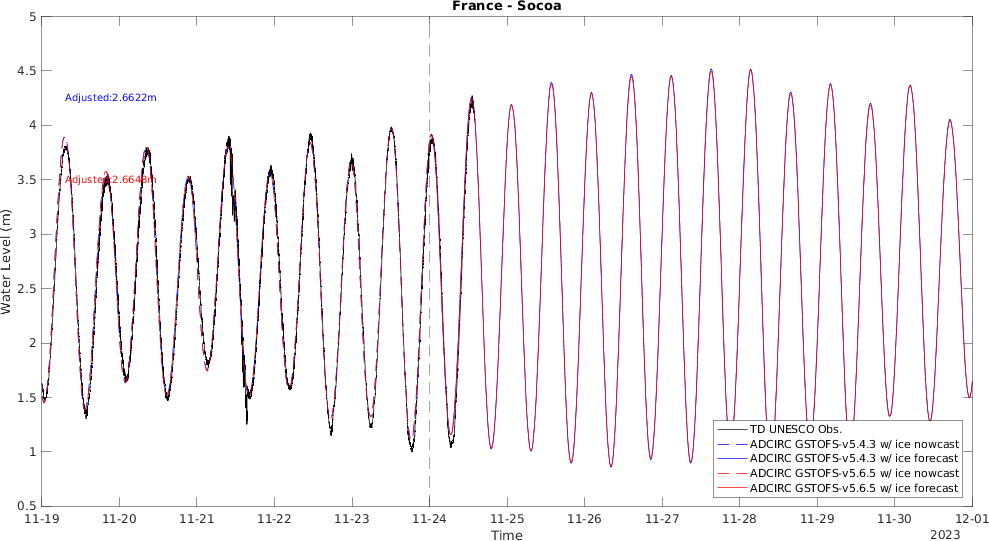 France - Socoa
5
4.5
4
3.5
3
2.5
2
1.5
1
0.5
Water Level (m)
Adjusted:2.6622m
Adjusted:2.6648m
TD UNESCO Obs.
ADCIRC GSTOFS-v5.4.3 w/ ice nowcast
ADCIRC GSTOFS-v5.4.3 w/ ice forecast
ADCIRC GSTOFS-v5.6.5 w/ ice nowcast
ADCIRC GSTOFS-v5.6.5 w/ ice forecast
11-19 11-20 11-21 11-22 11-23 11-24 11-25 11-26 11-27 11-28 11-29 11-30 12-01
Time
2023